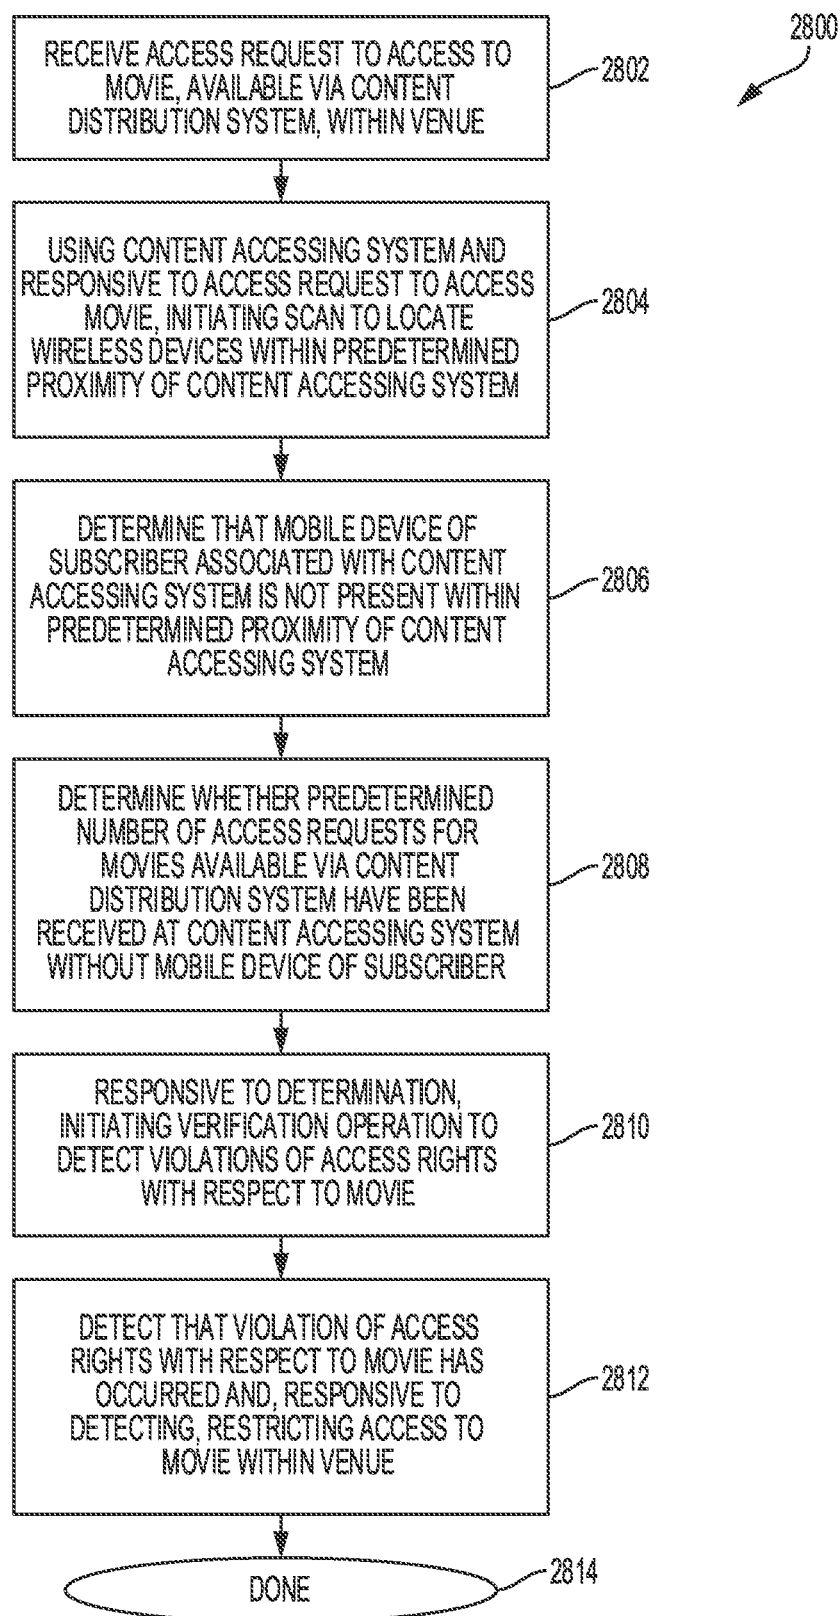 2800
RECEIVE ACCESS REQUEST TO ACCESS TO
MOVIE, AVAILABLE VIA CONTENT
DISTRIBUTION SYSTEM, WITHIN VENUE
2802
USING CONTENT ACCESSING SYSTEM AND
RESPONSIVE TO ACCESS REQUEST TO ACCESS
MOVIE, INITIATING SCAN TO LOCATE
WIRELESS DEVICES WITHIN PREDETERMINED
PROXIMITY OF CONTENT ACCESSING SYSTEM
2804
DETERMINE THAT MOBILE DEVICE OF
SUBSCRIBER ASSOCIATED WITH CONTENT
ACCESSING SYSTEM IS NOT PRESENT WITHIN
PREDETERMINED PROXIMITY OF CONTENT
ACCESSING SYSTEM
2806
DETERMINE WHETHER PREDETERMINED
NUMBER OF ACCESS REQUESTS FOR
MOVIES AVAILABLE VIA CONTENT
DISTRIBUTION SYSTEM HAVE BEEN
RECEIVED AT CONTENT ACCESSING SYSTEM
WITHOUT MOBILE DEVICE OF SUBSCRIBER
2808
RESPONSIVE TO DETERMINATION,
INITIATING VERIFICATION OPERATION TO
DETECT VIOLATIONS OF ACCESS RIGHTS
WITH RESPECT TO MOVIE
2810
DETECT THAT VIOLATION OF ACCESS
RIGHTS WITH RESPECT TO MOVIE HAS
OCCURRED AND, RESPONSIVE TO
DETECTING, RESTRICTING ACCESS TO
MOVIE WITHIN VENUE
2812
DONE
2814